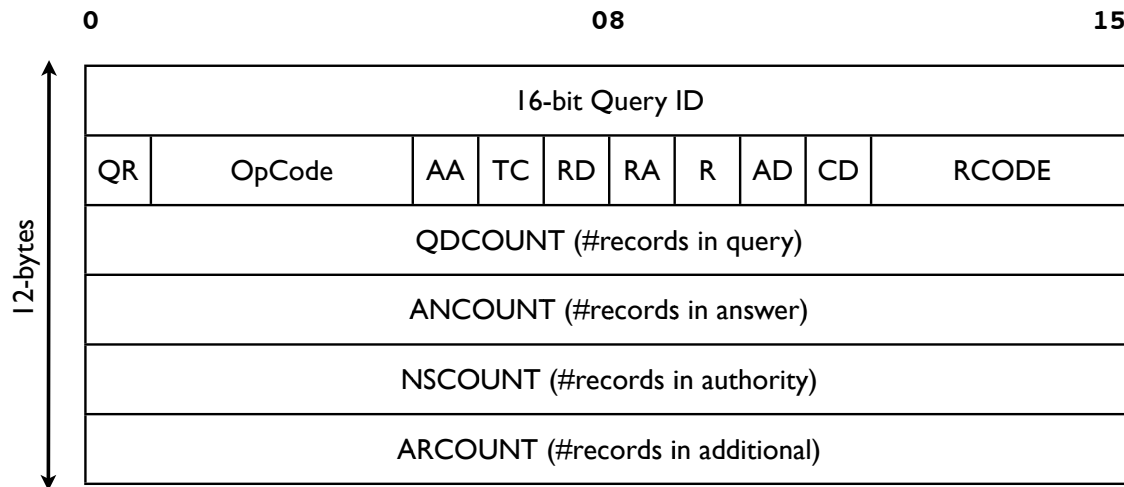 0 08 15
16-bit Query ID
QR OpCode AA TC RD RA R AD CD RCODE
12-bytes
QDCOUNT (#records in query)
ANCOUNT (#records in answer)
NSCOUNT (#records in authority)
ARCOUNT (#records in additional)